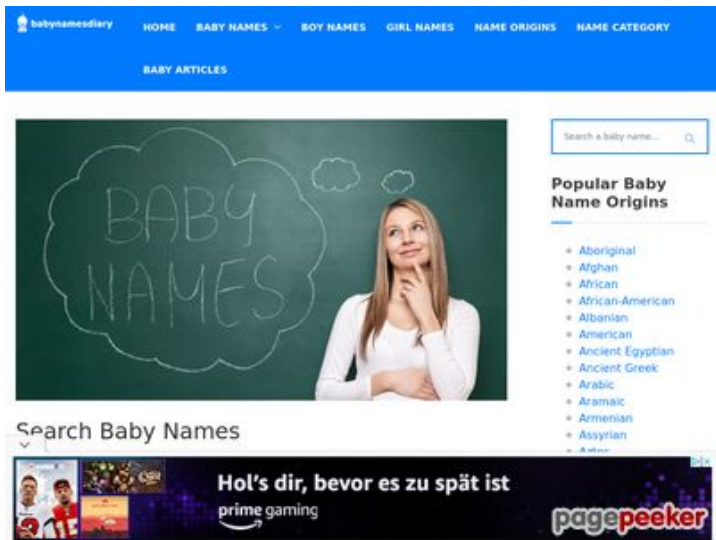 babynamesdiary
HOME
BABY NAMES
BOY NAMES
GIRL NAMES
NAME ORIGINS
NAME CATEGORY
BABY ARTICLES
BABY
NAMES
Search a baby name...
Popular Baby
Name Origins
Aboriginal
Afghan
African
African-American
Albanian
American
Ancient Egyptian
Ancient Greek
Arabic
Aramaic
Armenian
Assyrian
Search Baby Names
Hol's dir, bevor es zu spät ist
prime gaming
pagepeeker